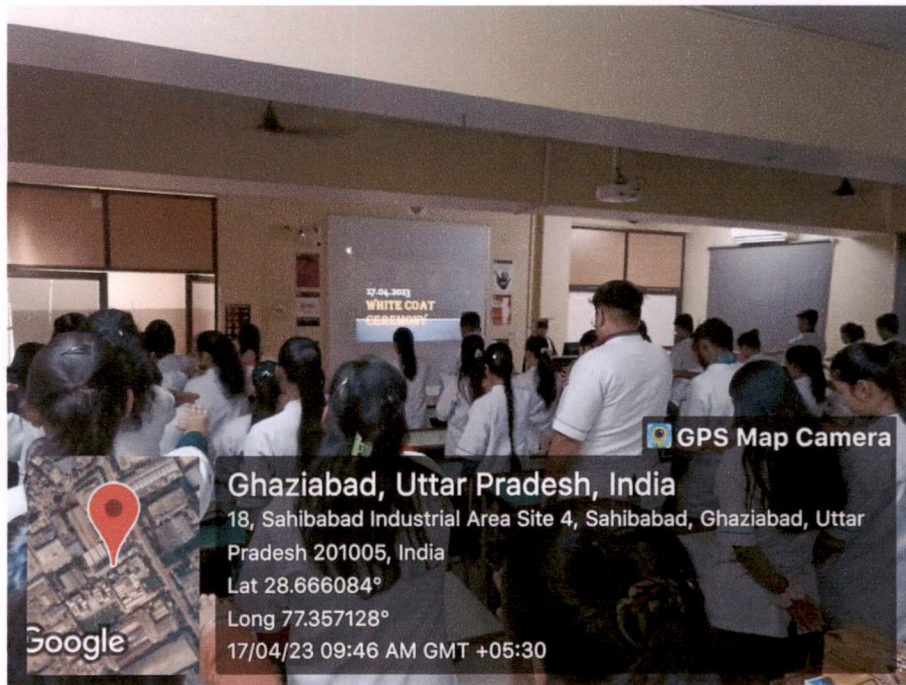 17.04.2023
WHITE COAT
CEREMONY
GPS Map Camera
Ghaziabad, Uttar Pradesh, India
18, Sahibabad Industrial Area Site 4, Sahibabad, Ghaziabad, Uttar
Pradesh 201005, India
Lat 28.666084°
Long 77.357128°
17/04/23 09:46 AM GMT +05:30
Google